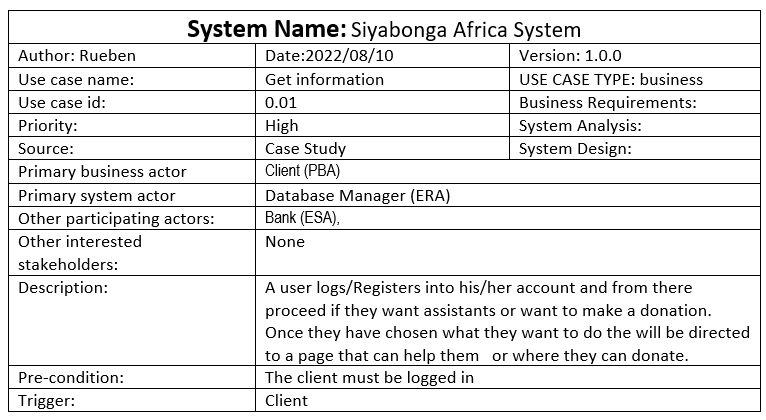 System Name: Siyabonga Africa System
Author: Rueben Date:2022/08/10 Version: 1.0.0
Use case name: Get information USE CASE TYPE: business
Use case id: 0.01 Business Requirements:
Priority: High System Analysis:
Source: Case Study System Design:
Primary business actor Client (PBA)
Primary system actor Database Manager (ERA)
Other participating actors: Bank (ESA),
Other interested None
stakeholders:
Description: A user logs/Registers into his/her account and from there
proceed if they want assistants or want to make a donation.
Once they have chosen what they want to do the will be directed
to a page that can help them or where they can donate.
Pre-condition: The client must be logged in
Trigger: Client